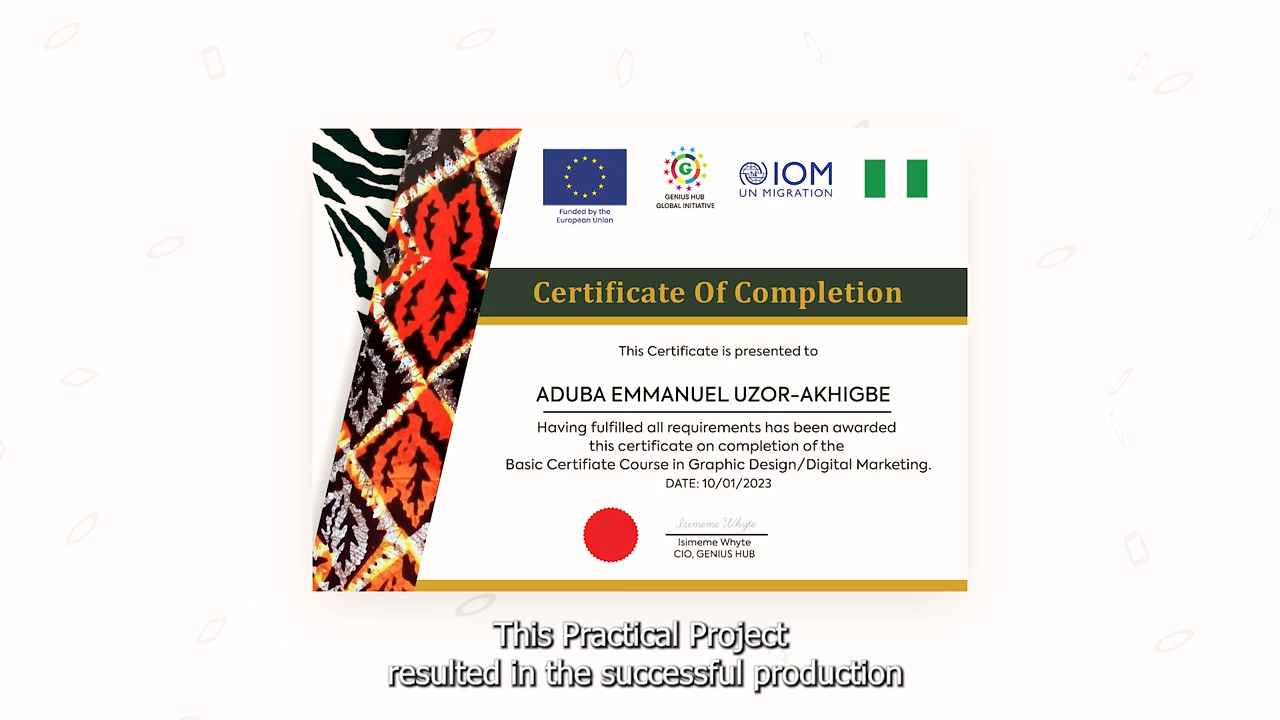 Funded by the
European Union
G
GENIUS HUB
GLOBAL INITIATIVE
IOM
UN MIGRATION
Certificate Of Completion
This Certificate is presented to
ADUBA EMMANUEL UZOR-AKHIGBE
Having fulfilled all requirements has been awarded
this certificate on completion of the
Basic Certifiate Course in Graphic Design/Digital Marketing.
DATE: 10/01/2023
Isimeme Whyte
Isimeme Whyte
CIO, GENIUS HUB
This Practical Project
resulted in the successful production